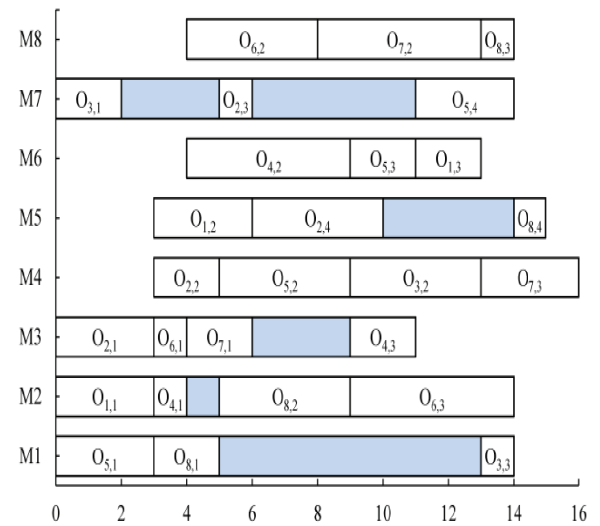 M8 O6,2 O7,2 O8,3
M7 O3,1 O2,3 O5,4
M6 O4,2 O5,3 O1,3
M5 O1,2 O2,4 O8,4
M4 O2,2 O5,2 O3,2 O7,3
M3 O2,1 O6,1 O7,1 O4,3
M2 O1,1 O4,1 O8,2 O6,3
M1 O5,1 O8,1 O3,3
0 2 4 6 8 10 12 14 16